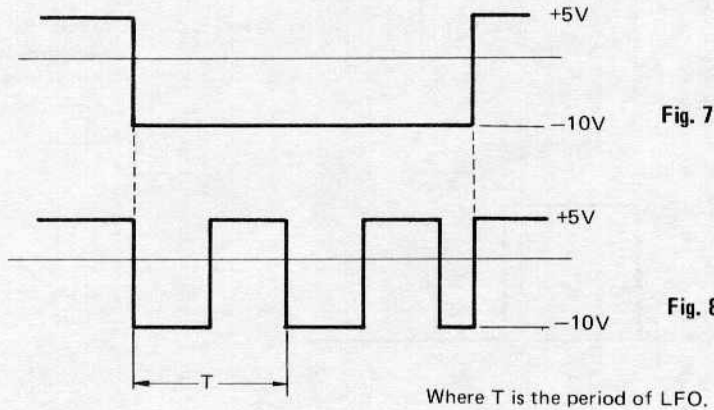 +5V
Fig. 7
−10V
+5V
Fig. 8
−10V
T
Where T is the period of LFO.